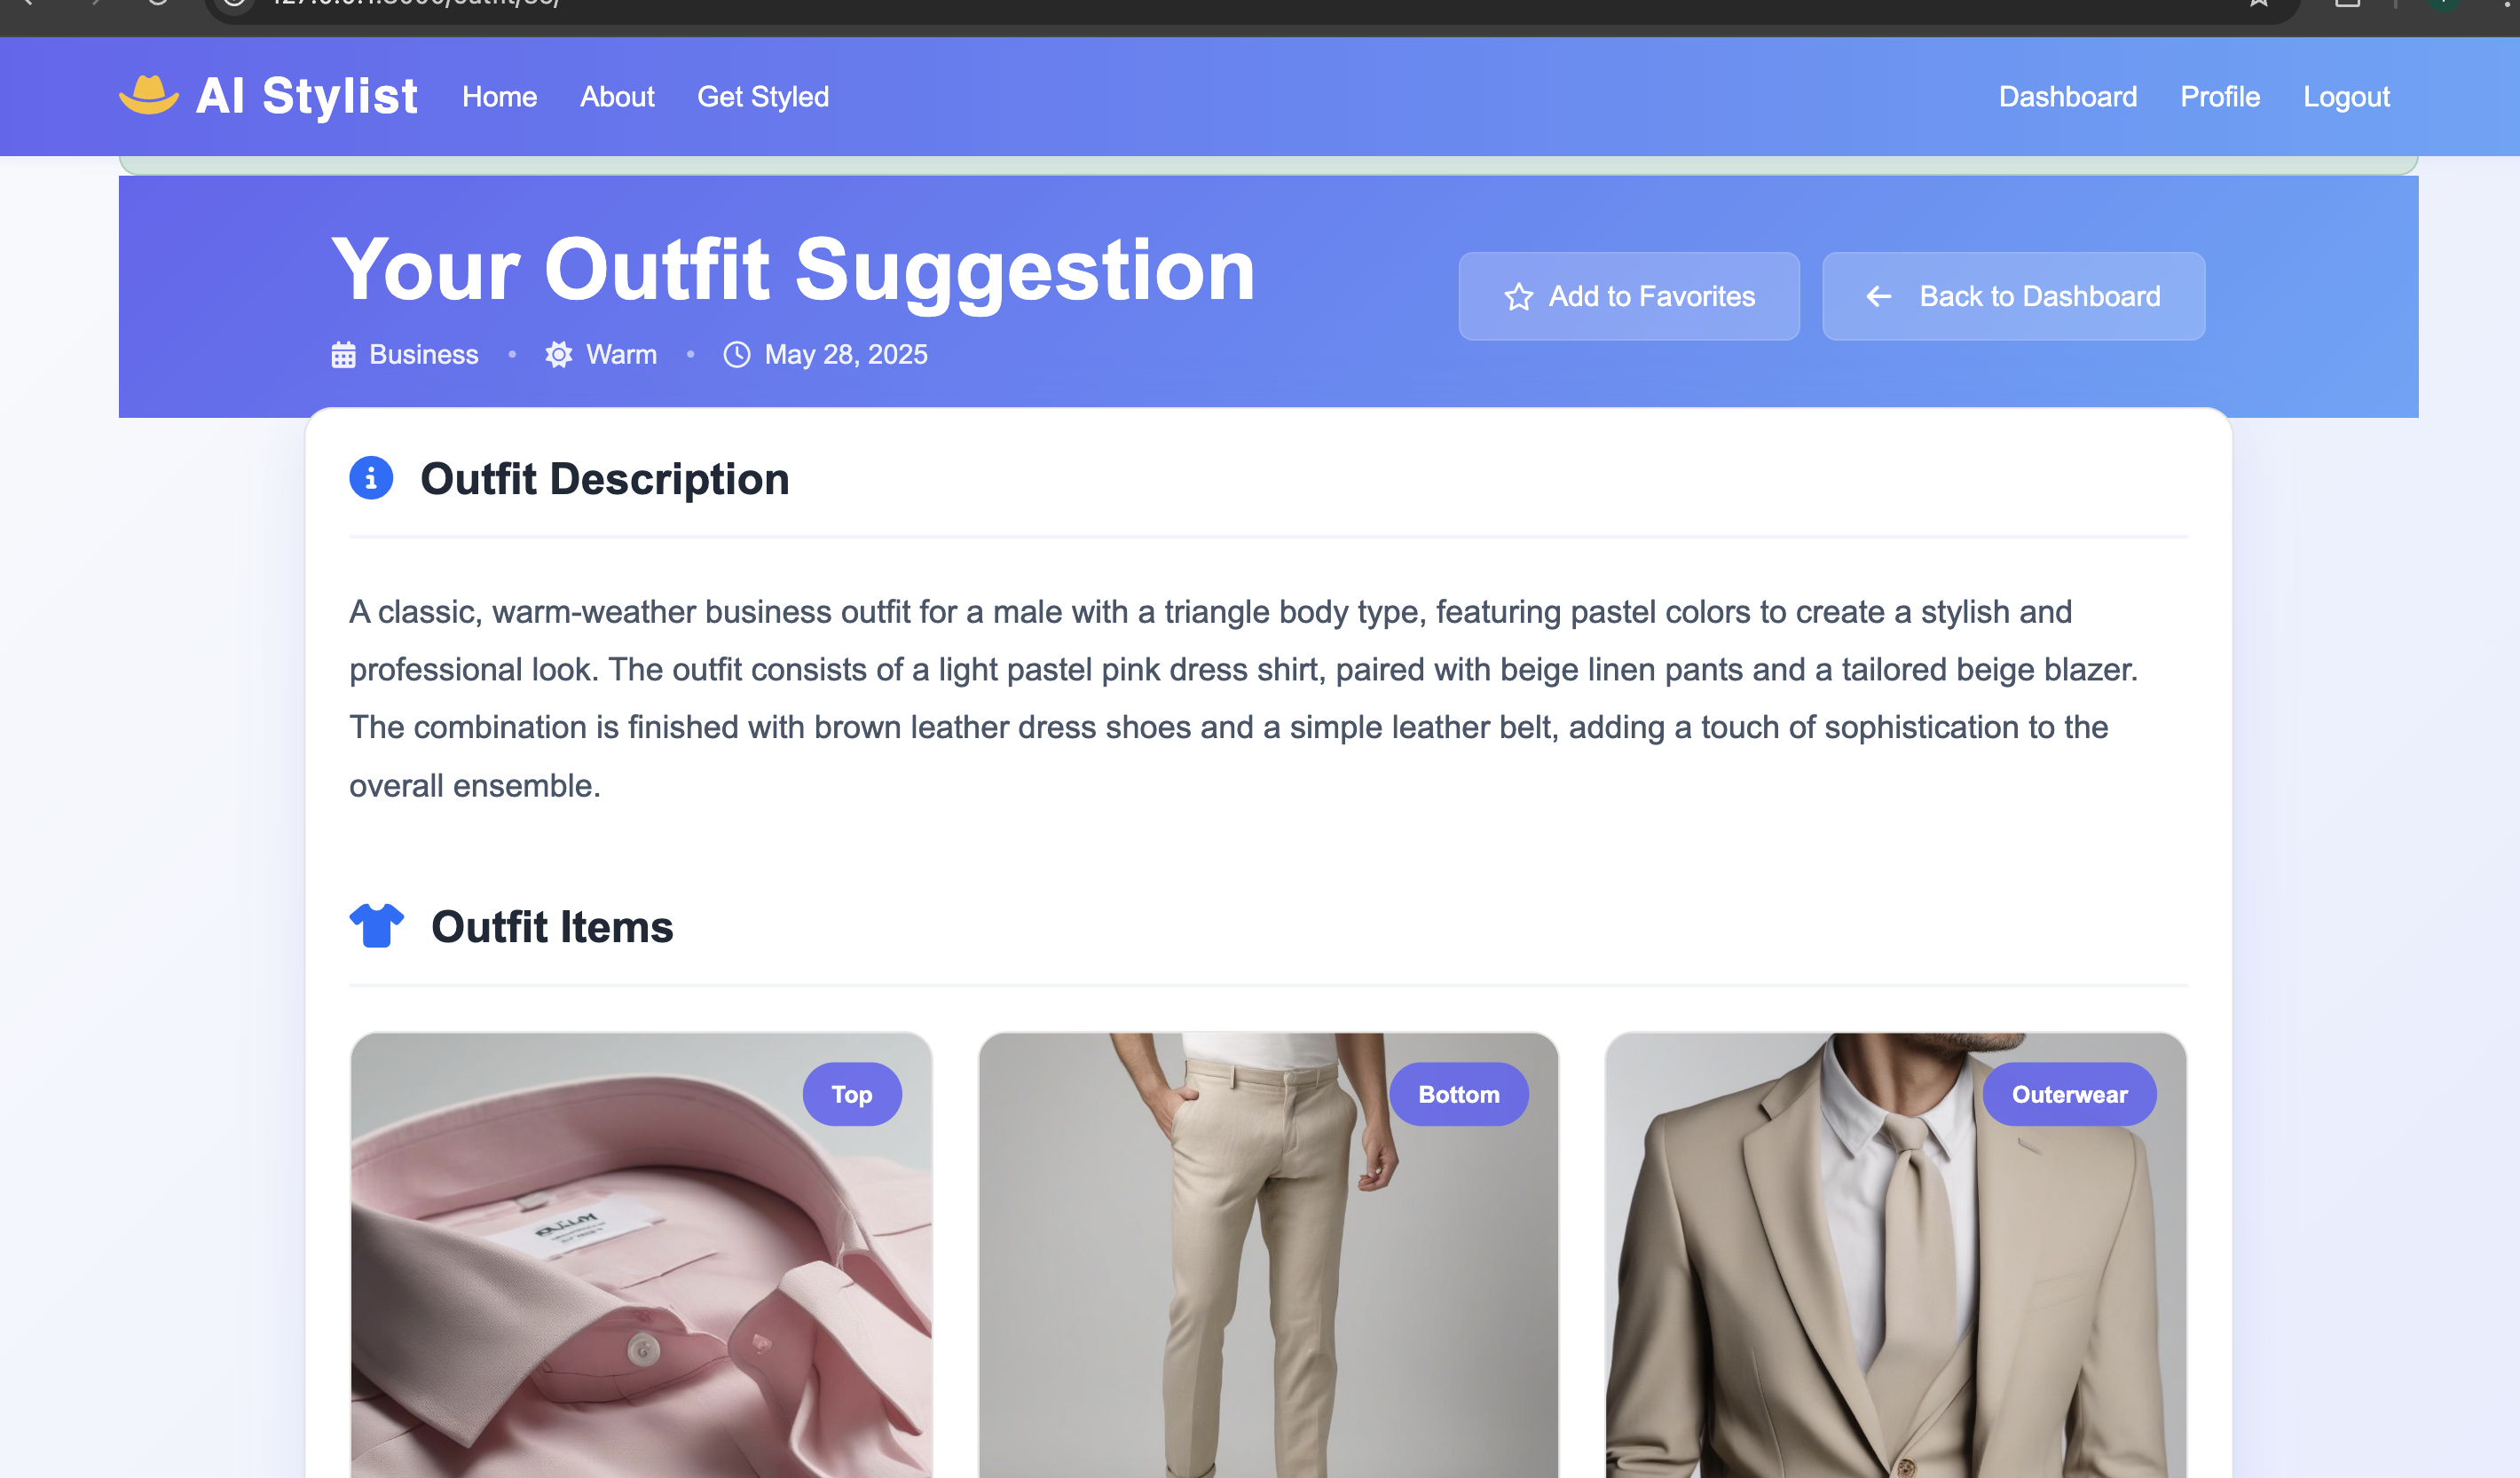 AI Stylist
Home
About
Get Styled
Dashboard
Profile
Logout
Your Outfit Suggestion
Add to Favorites
Back to Dashboard
Business • Warm • May 28, 2025
Outfit Description
A classic, warm-weather business outfit for a male with a triangle body type, featuring pastel colors to create a stylish and
professional look. The outfit consists of a light pastel pink dress shirt, paired with beige linen pants and a tailored beige blazer.
The combination is finished with brown leather dress shoes and a simple leather belt, adding a touch of sophistication to the
overall ensemble.
Outfit Items
Top
Bottom
Outerwear